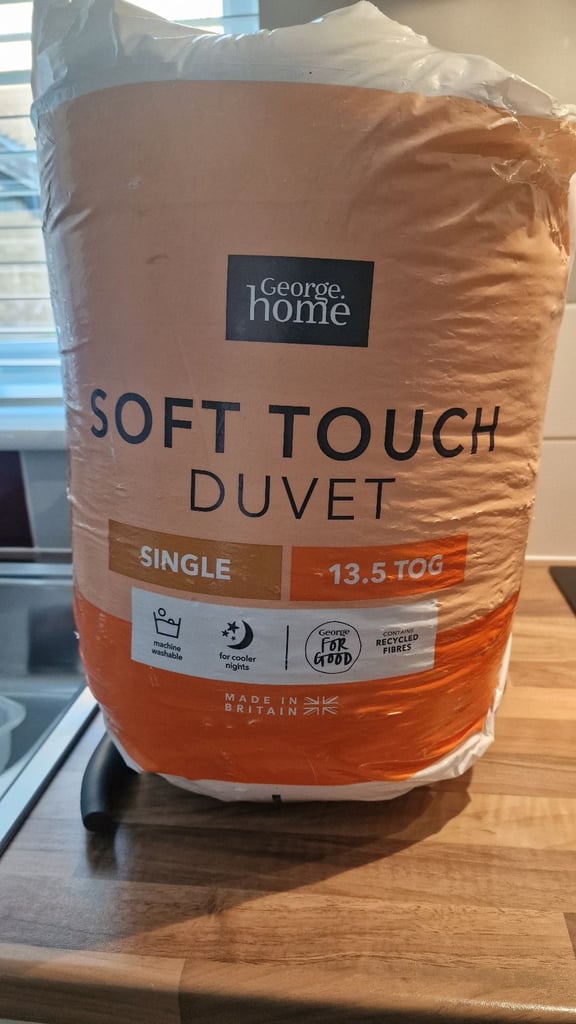 George.
home
SOFT TOUCH
DUVET
SINGLE
13.5 TOG
machine
washable
for cooler
nights
George
FOR
GOOD
CONTAINS
RECYCLED
FIBRES
MADE IN
BRITAIN